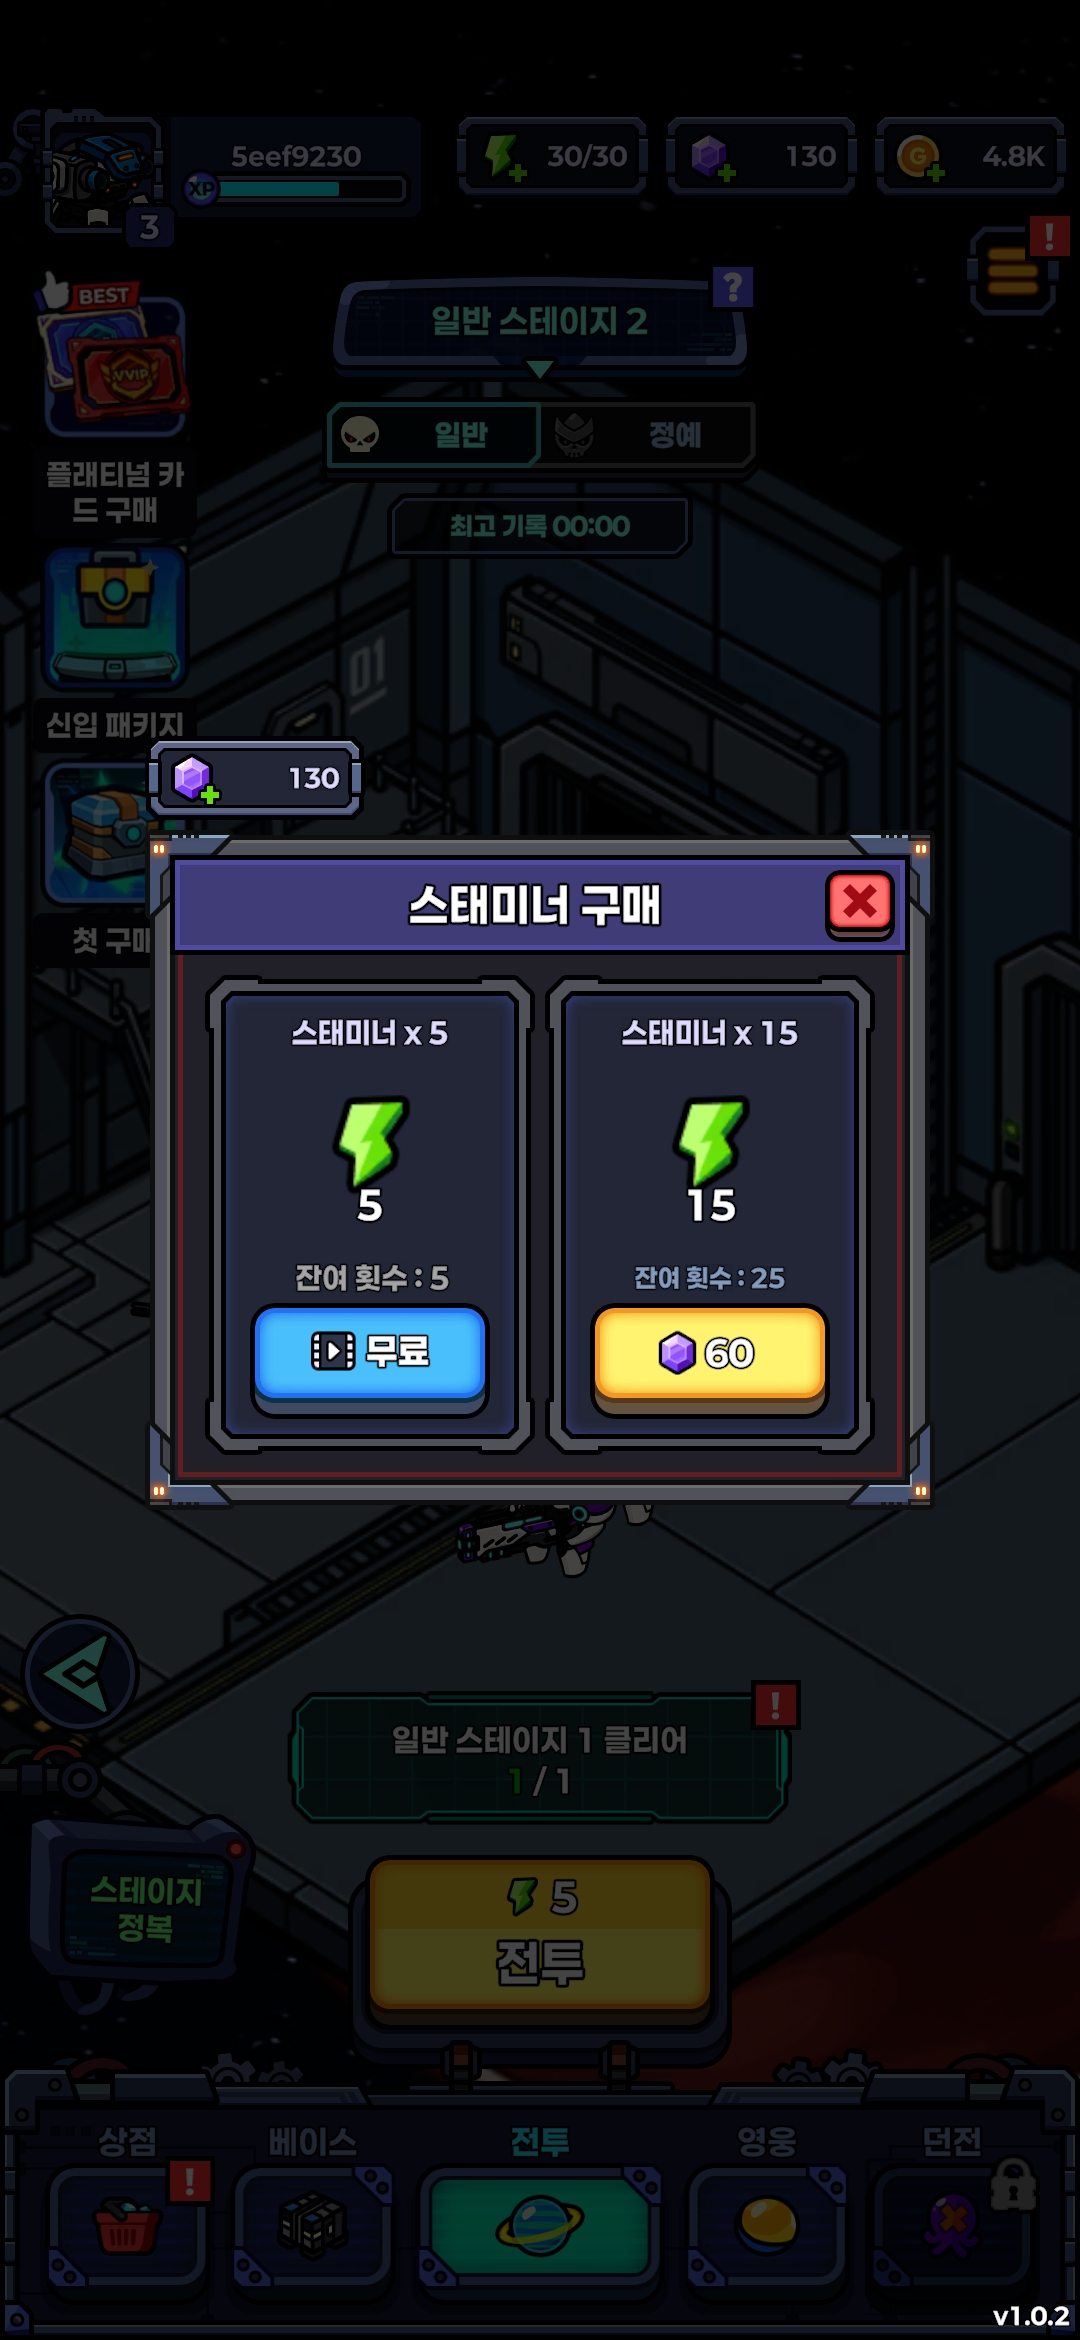 5eef9230
30/30
130
4.8K
XP
3
!
BEST
VVIP
?
일반 스테이지 2
일반
정예
플래티넘 카
드 구매
최고 기록 00:00
01
신입 패키지
130
첫 구매
스태미너 구매
스태미너 x 5
스태미너 x 15
5
15
잔여 횟수 : 5
잔여 횟수 : 25
무료
60
!
일반 스테이지 1 클리어
1 / 1
스테이지
정복
5
전투
상점
베이스
전투
영웅
던전
!
v1.0.2